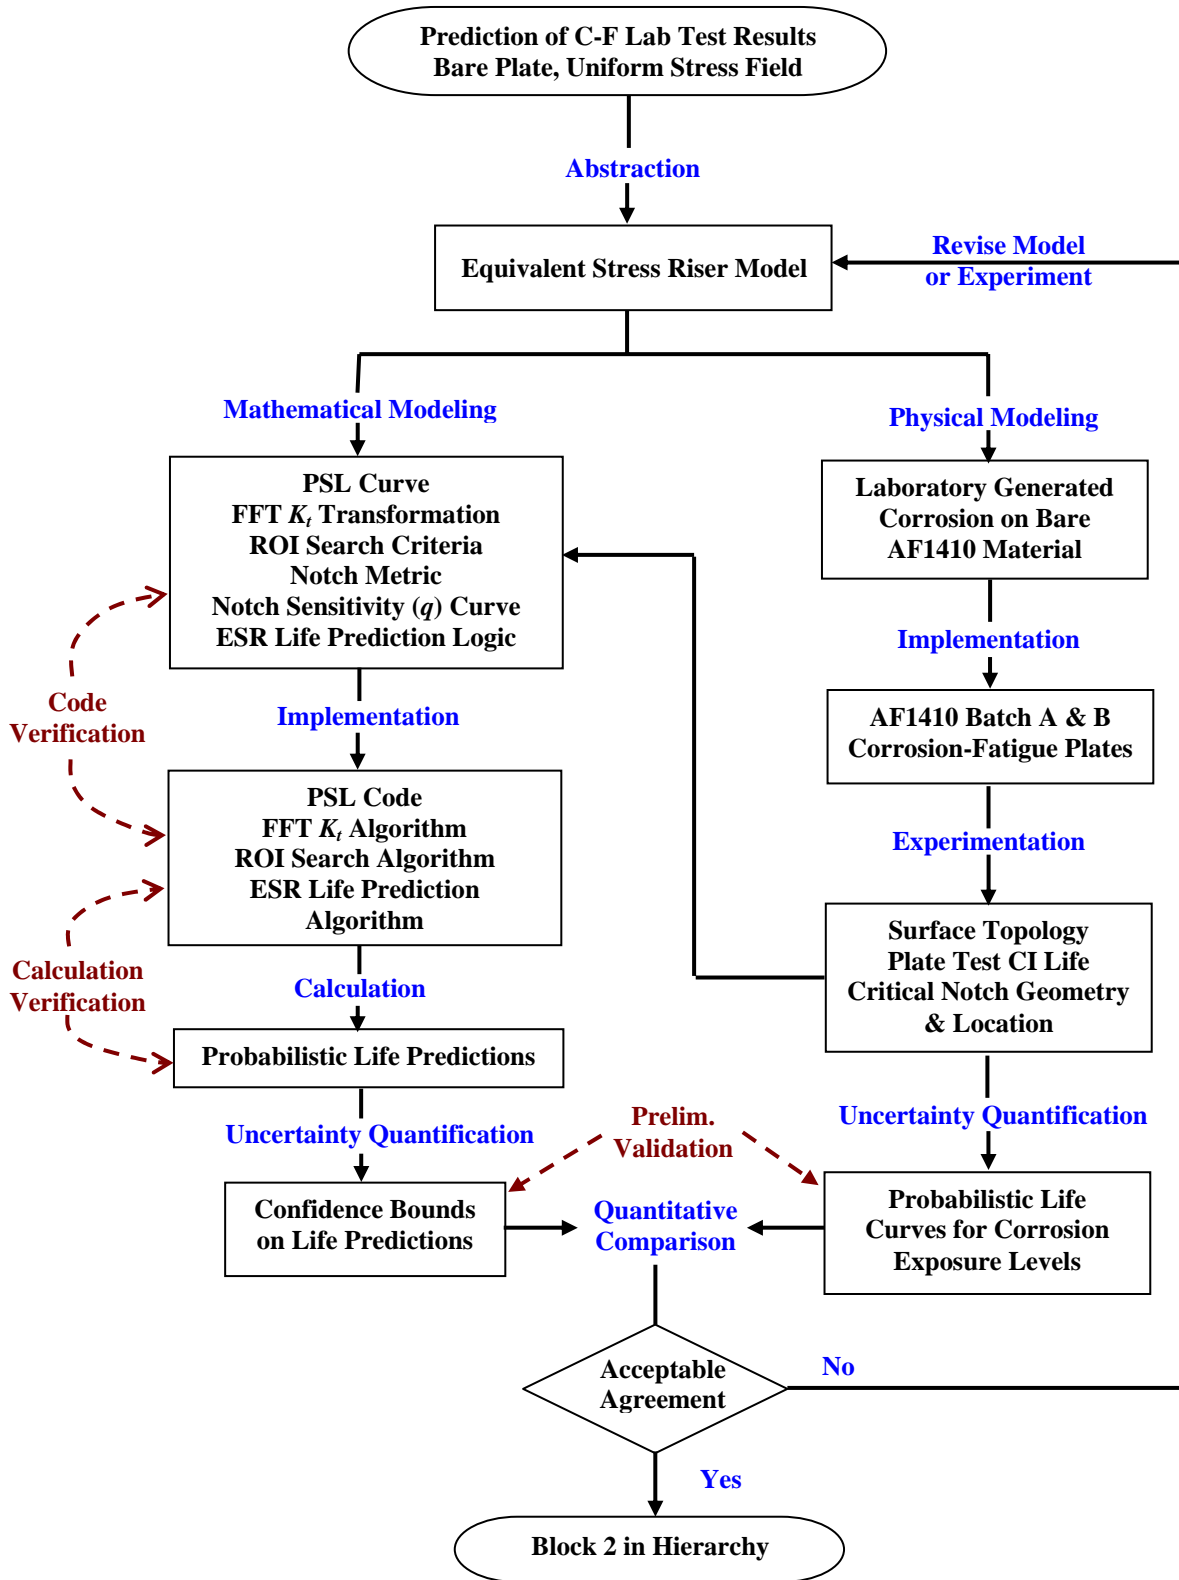 Prediction of C-F Lab Test Results
Bare Plate, Uniform Stress Field
Abstraction
Equivalent Stress Riser Model
Revise Model
or Experiment
Mathematical Modeling
Physical Modeling
PSL Curve
FFT Kt Transformation
ROI Search Criteria
Notch Metric
Notch Sensitivity (q) Curve
ESR Life Prediction Logic
Laboratory Generated
Corrosion on Bare
AF1410 Material
Code
Verification
Implementation
Implementation
AF1410 Batch A & B
Corrosion-Fatigue Plates
PSL Code
FFT Kt Algorithm
ROI Search Algorithm
ESR Life Prediction
Algorithm
Experimentation
Surface Topology
Plate Test CI Life
Critical Notch Geometry
& Location
Calculation
Verification
Calculation
Probabilistic Life Predictions
Uncertainty Quantification
Prelim.
Validation
Uncertainty Quantification
Confidence Bounds
on Life Predictions
Quantitative
Comparison
Probabilistic Life
Curves for Corrosion
Exposure Levels
Acceptable
Agreement
No
Yes
Block 2 in Hierarchy